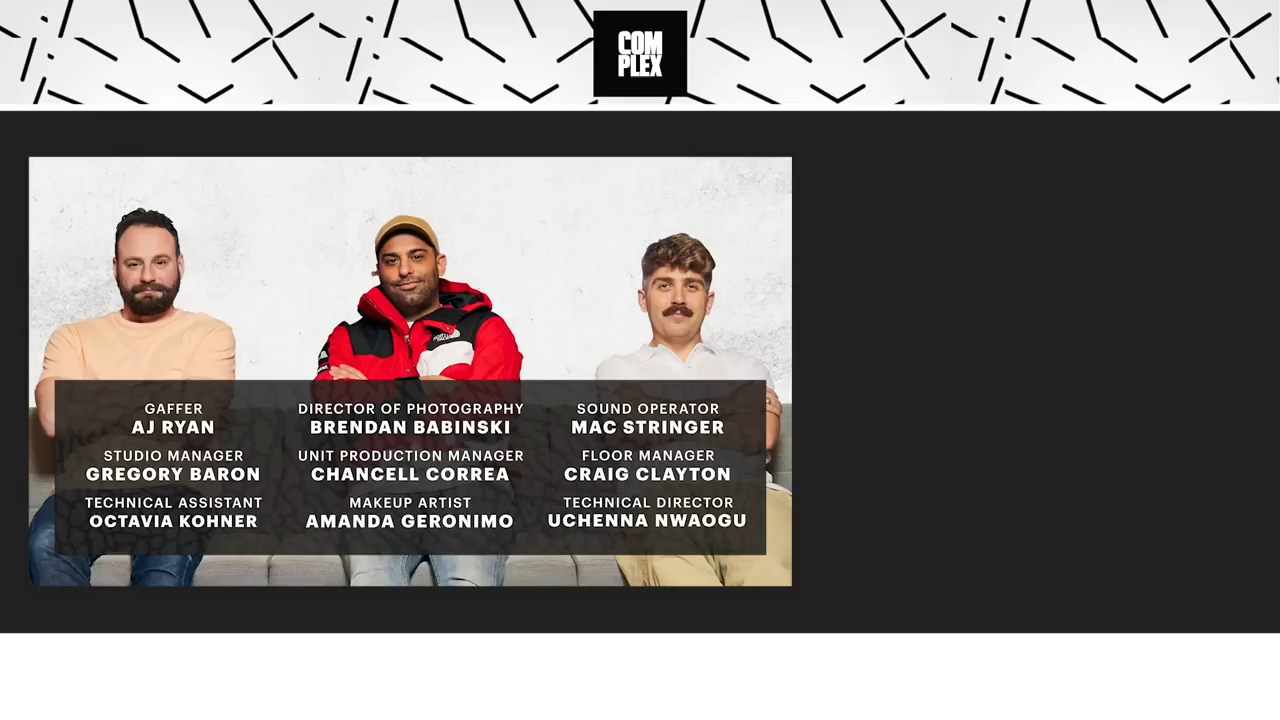 COM
PLEX
GAFFER
AJ RYAN
STUDIO MANAGER
GREGORY BARON
TECHNICAL ASSISTANT
OCTAVIA KOHNER
DIRECTOR OF PHOTOGRAPHY
BRENDAN BABINSKI
UNIT PRODUCTION MANAGER
CHANCELL CORREA
MAKEUP ARTIST
AMANDA GERONIMO
SOUND OPERATOR
MAC STRINGER
FLOOR MANAGER
CRAIG CLAYTON
TECHNICAL DIRECTOR
UCHENNA NWAOGU